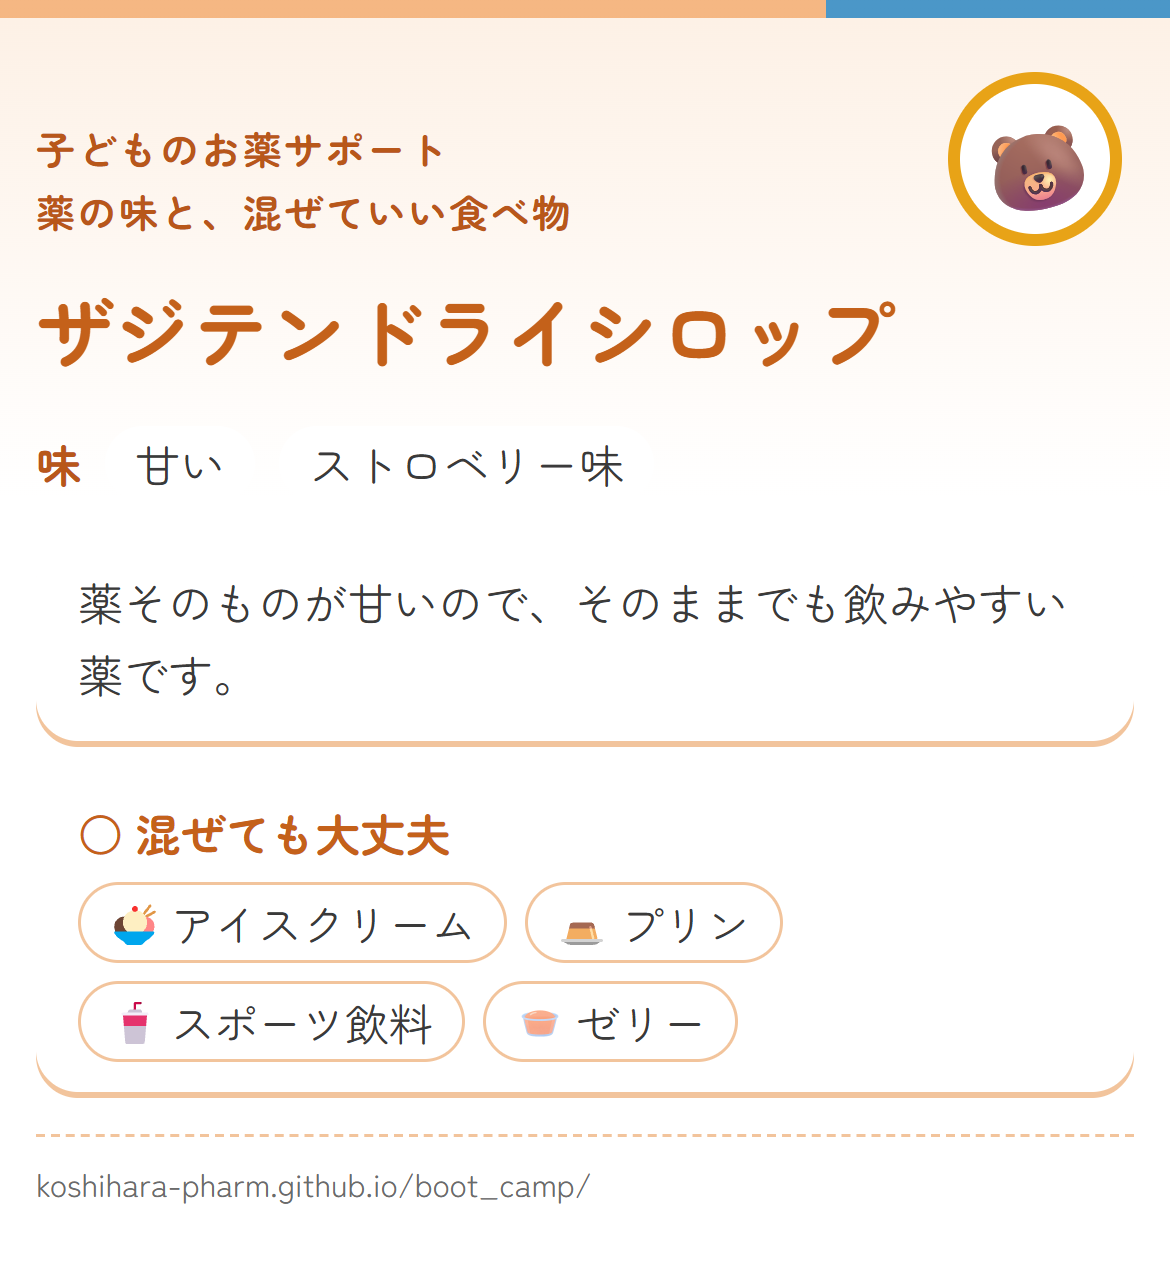 子どものお薬サポート
薬の味と、混ぜていい食べ物
ザジテンドライシロップ
味 甘い ストロベリー味
薬そのものが甘いので、そのままでも飲みやすい
薬です。
○ 混ぜても大丈夫
アイスクリーム プリン
スポーツ飲料 ゼリー
koshihara-pharm.github.io/boot_camp/